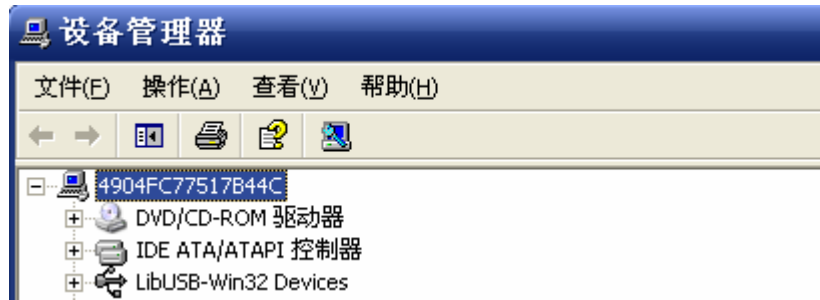 设备管理器
文件(F) 操作(A) 查看(V) 帮助(H)
4904FC77517B44C
DVD/CD-ROM 驱动器
IDE ATA/ATAPI 控制器
LibUSB-Win32 Devices